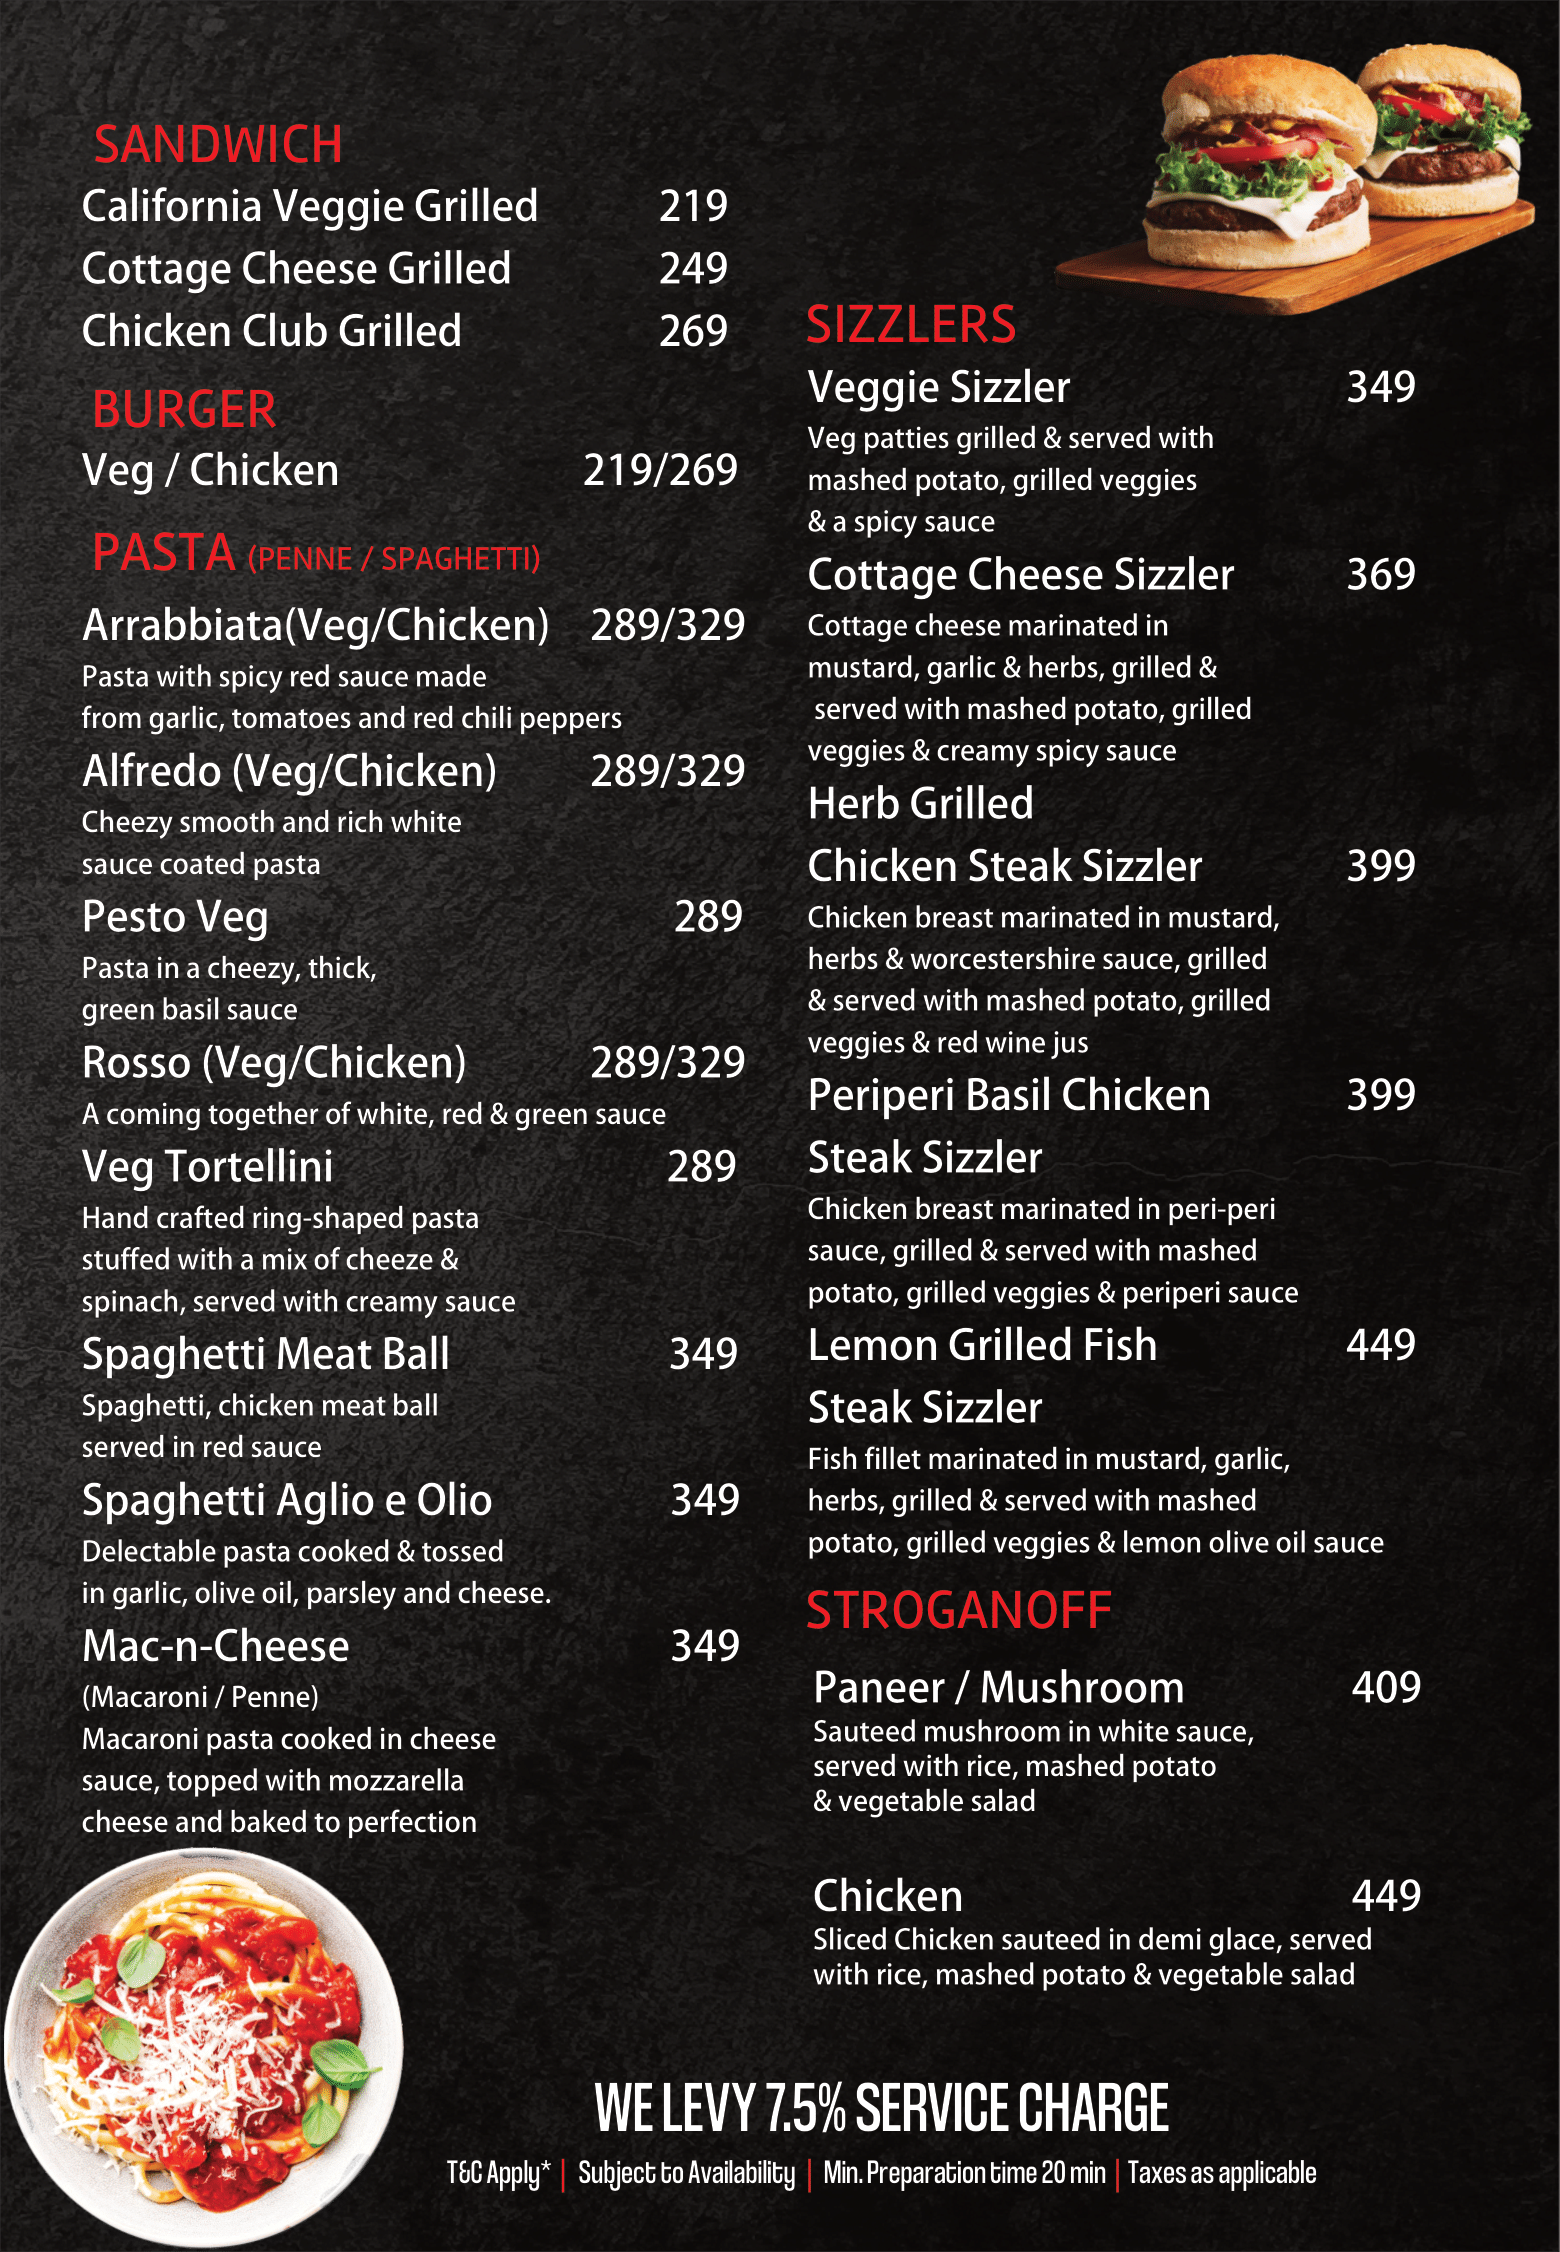 SANDWICH
California Veggie Grilled 219
Cottage Cheese Grilled 249
Chicken Club Grilled 269
BURGER
Veg / Chicken 219/269
PASTA (PENNE / SPAGHETTI)
Arrabbiata(Veg/Chicken) 289/329
Pasta with spicy red sauce made
from garlic, tomatoes and red chili peppers
Alfredo (Veg/Chicken) 289/329
Cheezy smooth and rich white
sauce coated pasta
Pesto Veg 289
Pasta in a cheezy, thick,
green basil sauce
Rosso (Veg/Chicken) 289/329
A coming together of white, red & green sauce
Veg Tortellini 289
Hand crafted ring-shaped pasta
stuffed with a mix of cheeze &
spinach, served with creamy sauce
Spaghetti Meat Ball 349
Spaghetti, chicken meat ball
served in red sauce
Spaghetti Aglio e Olio 349
Delectable pasta cooked & tossed
in garlic, olive oil, parsley and cheese.
Mac-n-Cheese 349
(Macaroni / Penne)
Macaroni pasta cooked in cheese
sauce, topped with mozzarella
cheese and baked to perfection
SIZZLERS
Veggie Sizzler 349
Veg patties grilled & served with
mashed potato, grilled veggies
& a spicy sauce
Cottage Cheese Sizzler 369
Cottage cheese marinated in
mustard, garlic & herbs, grilled &
served with mashed potato, grilled
veggies & creamy spicy sauce
Herb Grilled
Chicken Steak Sizzler 399
Chicken breast marinated in mustard,
herbs & worcestershire sauce, grilled
& served with mashed potato, grilled
veggies & red wine jus
Periperi Basil Chicken 399
Steak Sizzler
Chicken breast marinated in peri-peri
sauce, grilled & served with mashed
potato, grilled veggies & periperi sauce
Lemon Grilled Fish 449
Steak Sizzler
Fish fillet marinated in mustard, garlic,
herbs, grilled & served with mashed
potato, grilled veggies & lemon olive oil sauce
STROGANOFF
Paneer / Mushroom 409
Sauteed mushroom in white sauce,
served with rice, mashed potato
& vegetable salad
Chicken 449
Sliced Chicken sauteed in demi glace, served
with rice, mashed potato & vegetable salad
WE LEVY 7.5% SERVICE CHARGE
T&C Apply* | Subject to Availability | Min. Preparation time 20 min | Taxes as applicable